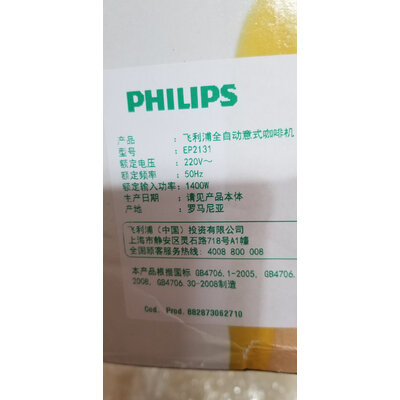 PHILIPS
产品 : 飞利浦全自动意式咖啡机
型号 : EP2131
额定电压 : 220V～
额定频率 : 50Hz
额定输入功率 : 1400W
生产日期 : 请见产品本体
产地 : 罗马尼亚
飞利浦（中国）投资有限公司
上海市静安区灵石路718号A1幢
全国顾客服务热线: 4008 800 008
本产品根据国标 GB4706.1-2005, GB4706.
2008, GB4706.30-2008制造
Cod. Prod. 882873062710